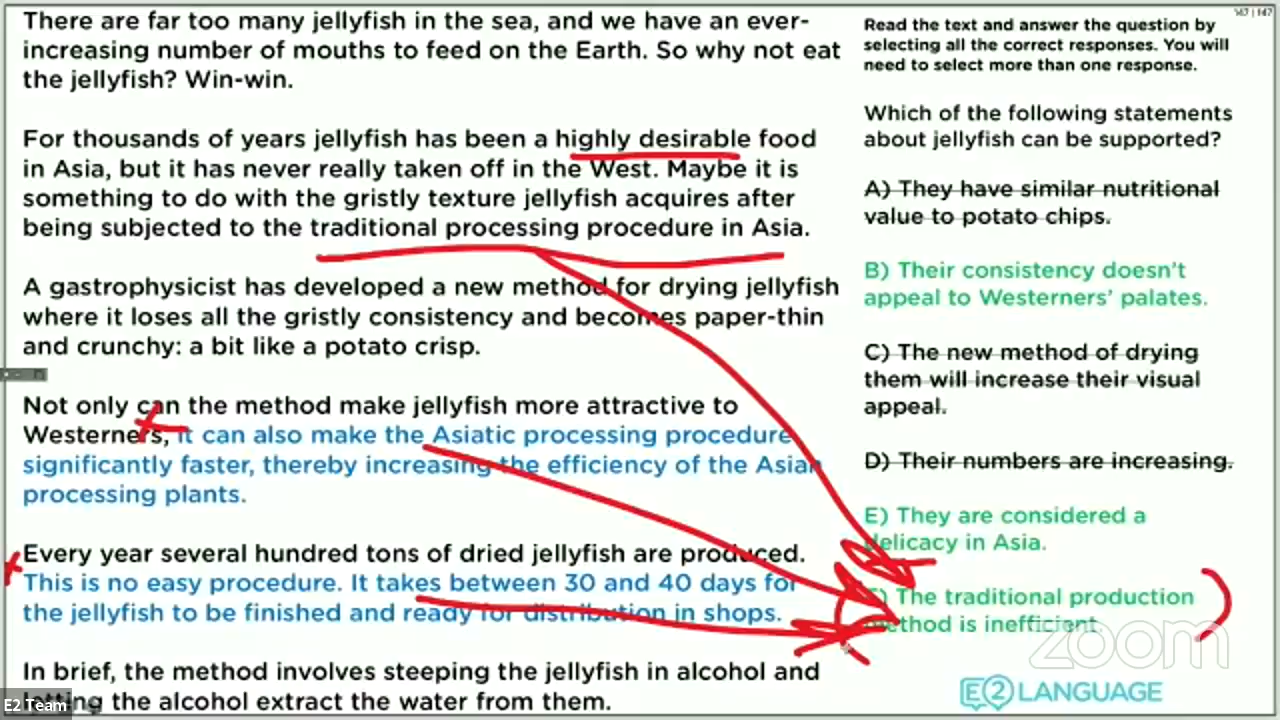 There are far too many jellyfish in the sea, and we have an ever-
increasing number of mouths to feed on the Earth. So why not eat
the jellyfish? Win-win.
For thousands of years jellyfish has been a highly desirable food
in Asia, but it has never really taken off in the West. Maybe it is
something to do with the gristly texture jellyfish acquires after
being subjected to the traditional processing procedure in Asia.
A gastrophysicist has developed a new method for drying jellyfish
where it loses all the gristly consistency and becomes paper-thin
and crunchy: a bit like a potato crisp.
Not only can the method make jellyfish more attractive to
Westerners, it can also make the Asiatic processing procedure
significantly faster, thereby increasing the efficiency of the Asian
processing plants.
Every year several hundred tons of dried jellyfish are produced.
This is no easy procedure. It takes between 30 and 40 days for
the jellyfish to be finished and ready for distribution in shops.
In brief, the method involves steeping the jellyfish in alcohol and
letting the alcohol extract the water from them.
E2 Team
147 | 147
Read the text and answer the question by
selecting all the correct responses. You will
need to select more than one response.
Which of the following statements
about jellyfish can be supported?
A) They have similar nutritional
value to potato chips.
B) Their consistency doesn't
appeal to Westerners' palates.
C) The new method of drying
them will increase their visual
appeal.
D) Their numbers are increasing.
E) They are considered a
delicacy in Asia.
F) The traditional production
method is inefficient.
zoom
E2 LANGUAGE